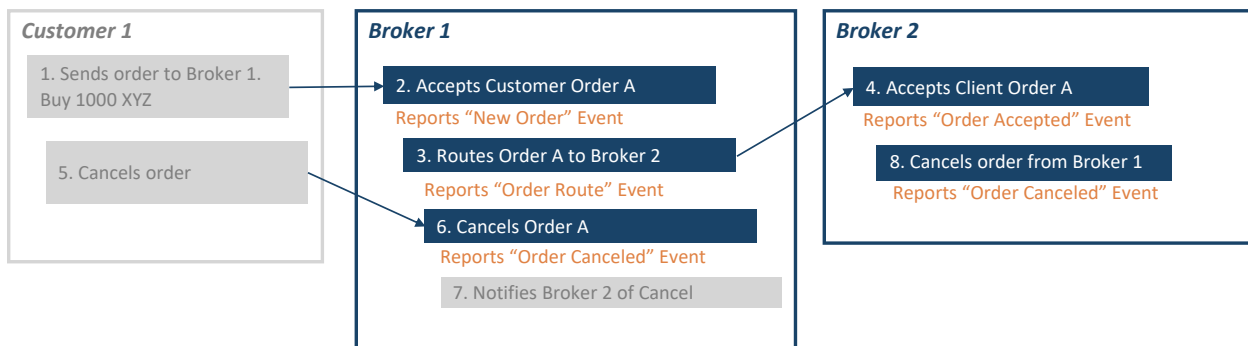 Customer 1
1. Sends order to Broker 1.
Buy 1000 XYZ
5. Cancels order
Broker 1
2. Accepts Customer Order A
Reports “New Order” Event
3. Routes Order A to Broker 2
Reports “Order Route” Event
6. Cancels Order A
Reports “Order Canceled” Event
7. Notifies Broker 2 of Cancel
Broker 2
4. Accepts Client Order A
Reports “Order Accepted” Event
8. Cancels order from Broker 1
Reports “Order Canceled” Event